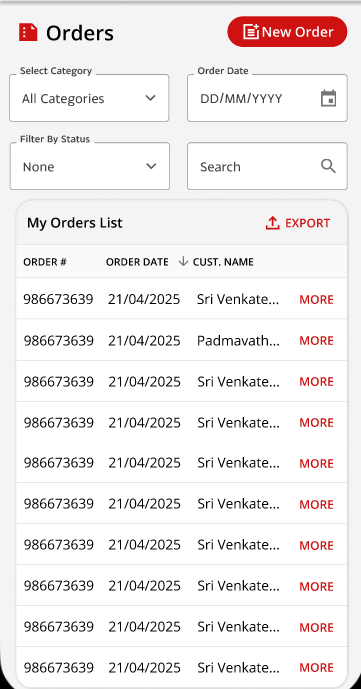 Orders
New Order
Select Category
All Categories
Order Date
DD/MM/YYYY
Filter By Status
None
Search
My Orders List
EXPORT
ORDER # ORDER DATE CUST. NAME
986673639 21/04/2025 Sri Venkate... MORE
986673639 21/04/2025 Padmavath... MORE
986673639 21/04/2025 Sri Venkate... MORE
986673639 21/04/2025 Sri Venkate... MORE
986673639 21/04/2025 Sri Venkate... MORE
986673639 21/04/2025 Sri Venkate... MORE
986673639 21/04/2025 Sri Venkate... MORE
986673639 21/04/2025 Sri Venkate... MORE
986673639 21/04/2025 Sri Venkate... MORE
986673639 21/04/2025 Sri Venkate... MORE